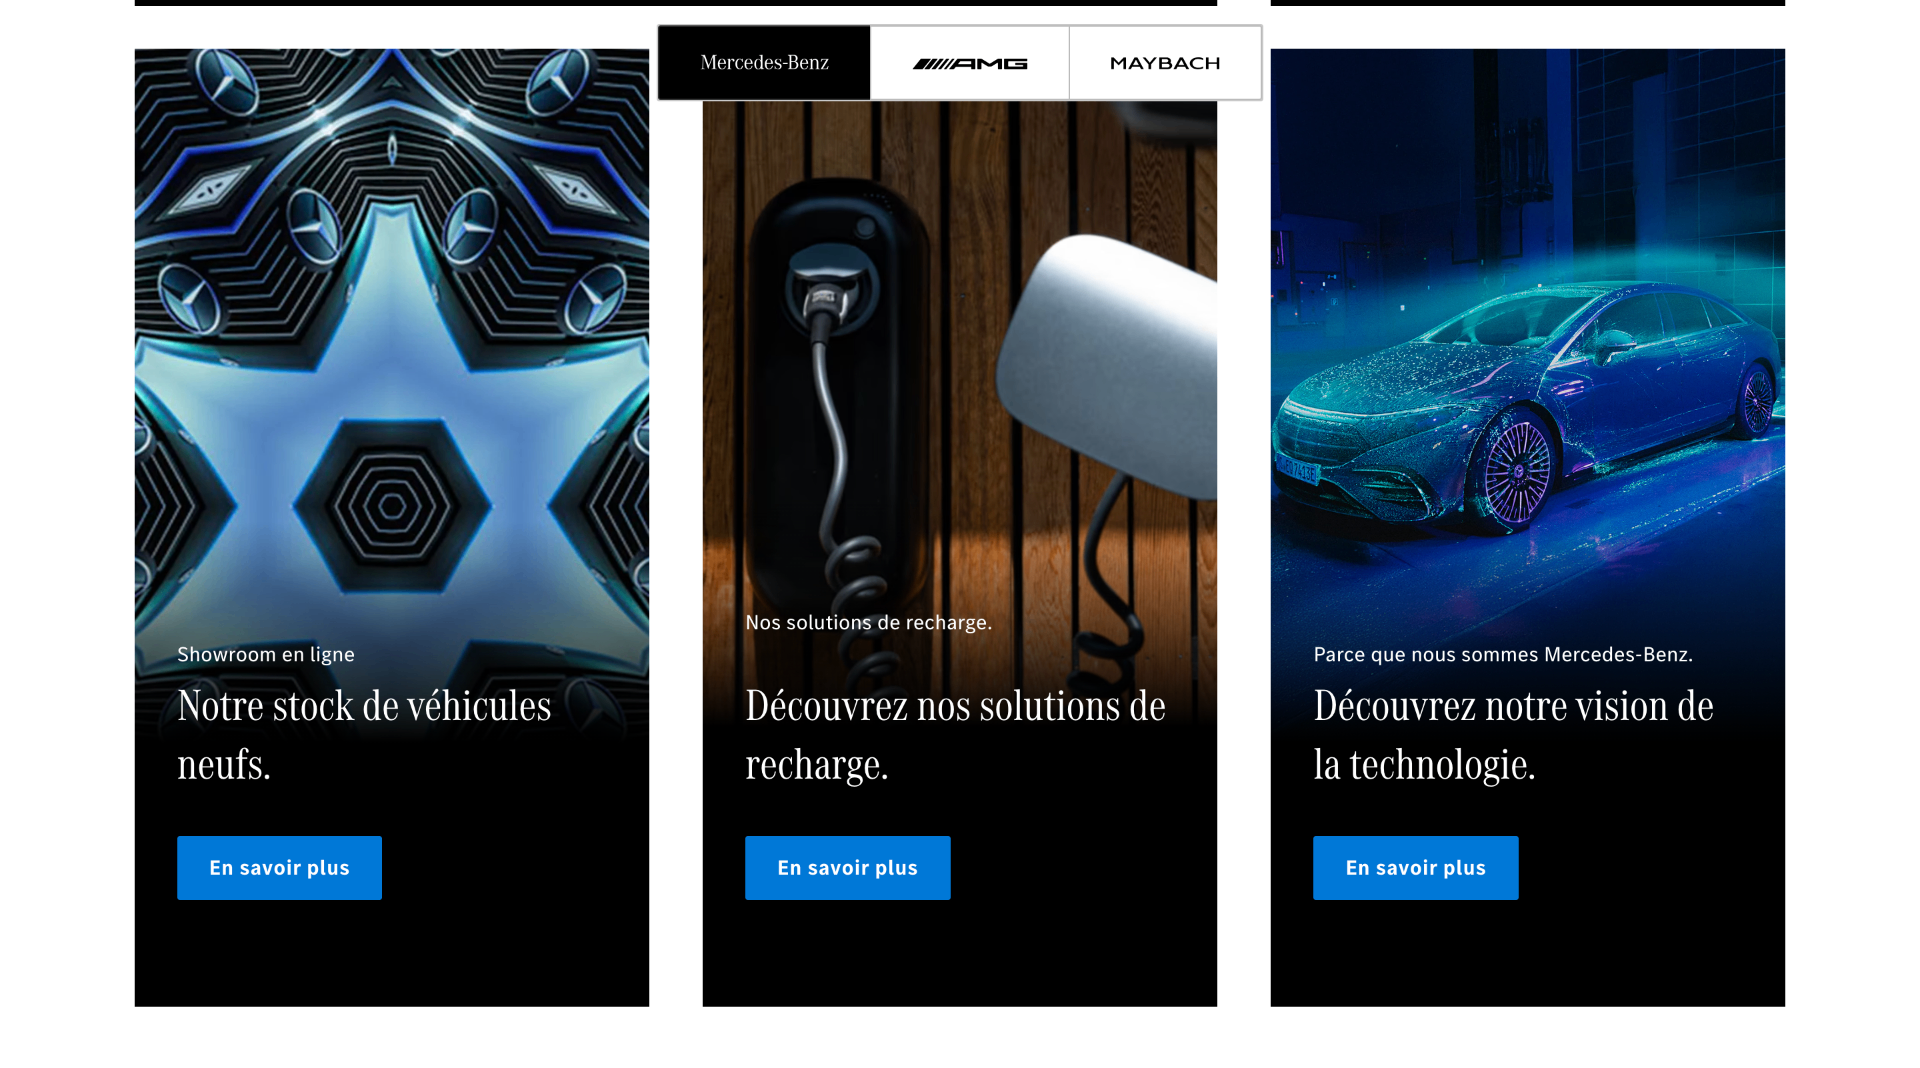 Mercedes-Benz
AMG
MAYBACH
Showroom en ligne
Notre stock de véhicules
neufs.
En savoir plus
Nos solutions de recharge.
Découvrez nos solutions de
recharge.
En savoir plus
Parce que nous sommes Mercedes-Benz.
Découvrez notre vision de
la technologie.
En savoir plus